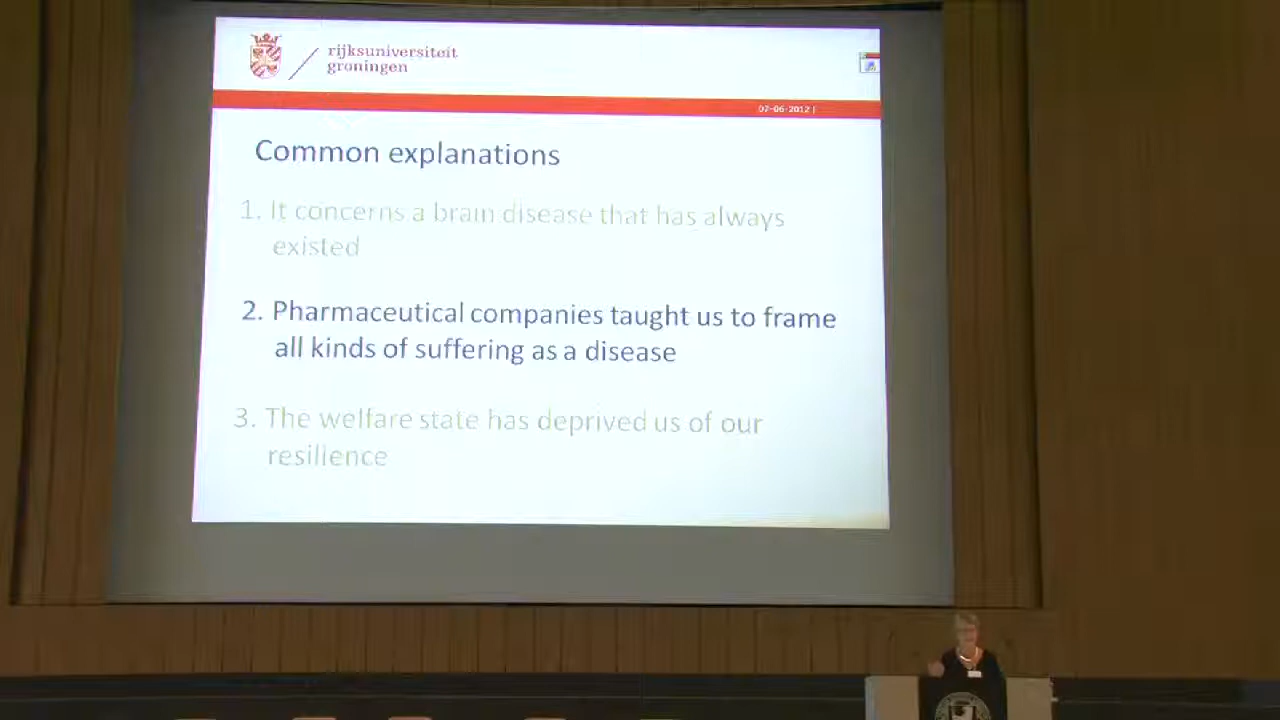 rijksuniversiteit
groningen
07-06-2012 |
Common explanations
1. It concerns a brain disease that has always
existed
2. Pharmaceutical companies taught us to frame
all kinds of suffering as a disease
3. The welfare state has deprived us of our
resilience